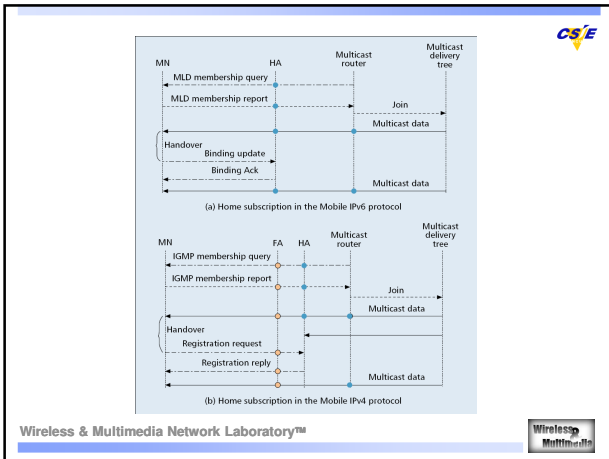 CSIE
MN HA Multicast router Multicast delivery tree
MLD membership query
MLD membership report
Join
Multicast data
Handover
Binding update
Binding Ack
Multicast data
(a) Home subscription in the Mobile IPv6 protocol
MN FA HA Multicast router Multicast delivery tree
IGMP membership query
IGMP membership report
Join
Multicast data
Handover
Registration request
Registration reply
Multicast data
(b) Home subscription in the Mobile IPv4 protocol
Wireless & Multimedia Network Laboratory™
Wireless
Multimedia